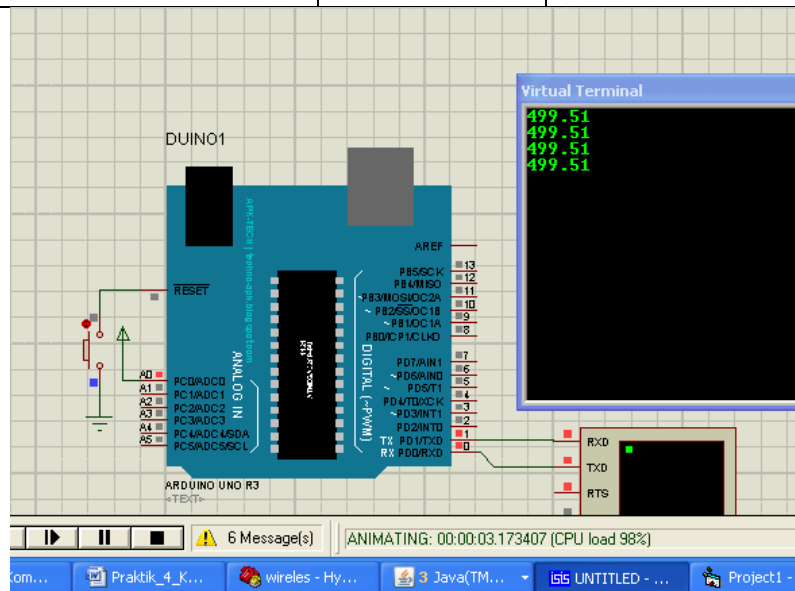 Virtual Terminal
499.51
499.51
499.51
499.51
DUINO1
AREF
RESET
13
PB5/SCK
12
PB4/MISO
11
~PB3/MOSI/OC2A
10
~ PB2/SS/OC1B
9
~ PB1/OC1A
8
PB0/ICP1/CLKO
ANALOG IN
DIGITAL (~PWM)
7
PD7/AIN1
6
~PD6/AIN0
5
~ PD5/T1
4
PD4/T0/XCK
3
~PD3/INT1
2
PD2/INT0
1
TX PD1/TXD
0
RX PD0/RXD
A0
PC0/ADC0
A1
PC1/ADC1
A2
PC2/ADC2
A3
PC3/ADC3
A4
PC4/ADC4/SDA
A5
PC5/ADC5/SCL
ARDUINO UNO R3
<TEXT>
RXD
TXD
RTS
6 Message(s)
ANIMATING: 00:00:03.173407 (CPU load 98%)
Kom...
Praktik_4_K...
wireles - Hy...
3 Java(TM...
isis UNTITLED - ...
Project1 -